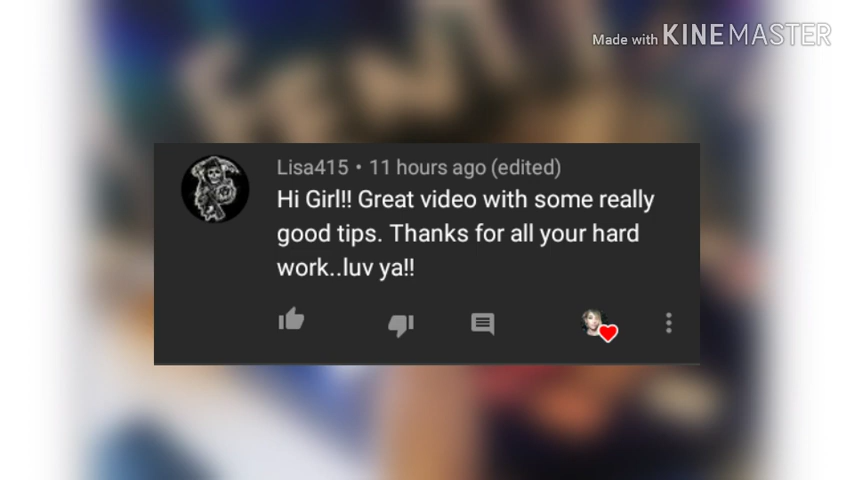 Made with KINEMASTER
Lisa415 • 11 hours ago (edited)
Hi Girl!! Great video with some really
good tips. Thanks for all your hard
work..luv ya!!